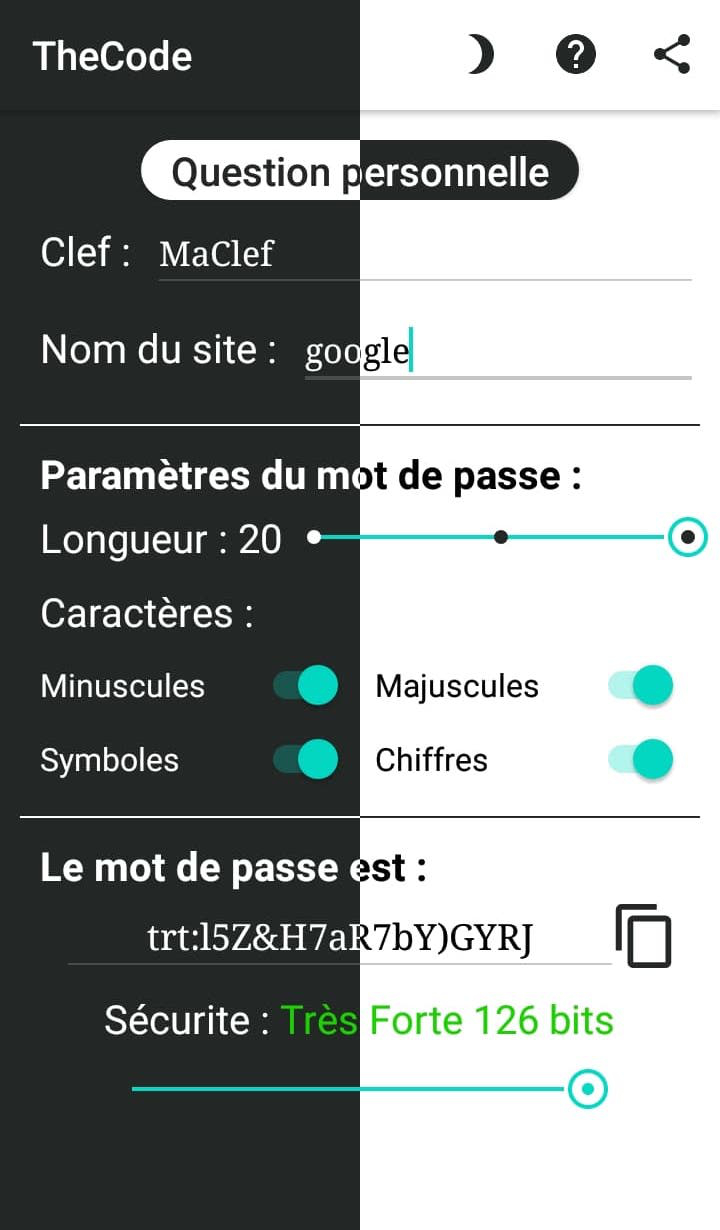 TheCode
Question personnelle
Clef : MaClef
Nom du site : google
Paramètres du mot de passe :
Longueur : 20
Caractères :
Minuscules Majuscules
Symboles Chiffres
Le mot de passe est :
trt:l5Z&H7aR7bY)GYRJ
Sécurite : Très Forte 126 bits